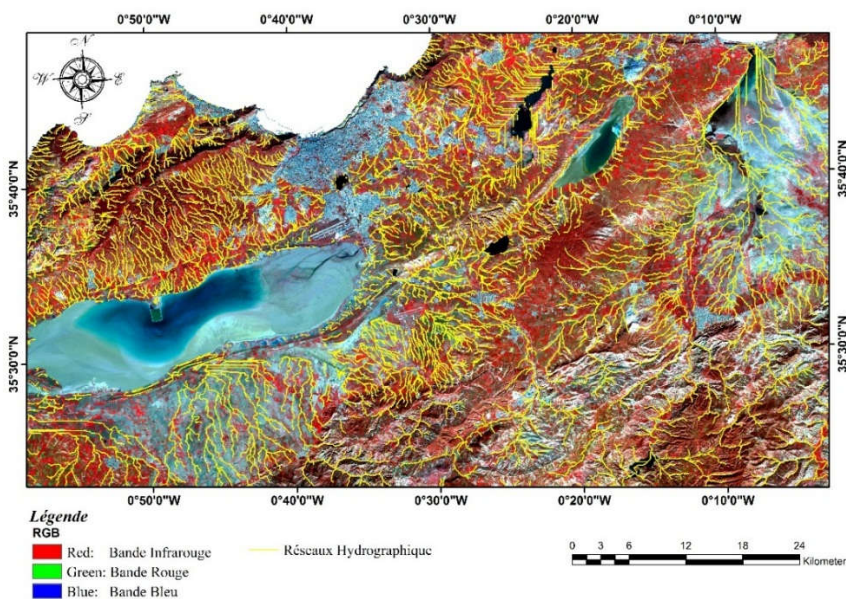 0°50'0"W 0°40'0"W 0°30'0"W 0°20'0"W 0°10'0"W
N
W E
S
35°40'0"N 35°40'0"N
35°30'0"N 35°30'0"N
0°50'0"W 0°40'0"W 0°30'0"W 0°20'0"W 0°10'0"W
Légende
RGB
Red: Bande Infrarouge
Green: Bande Rouge
Blue: Bande Bleu
Réseaux Hydrographique
0 3 6 12 18 24
Kilometer